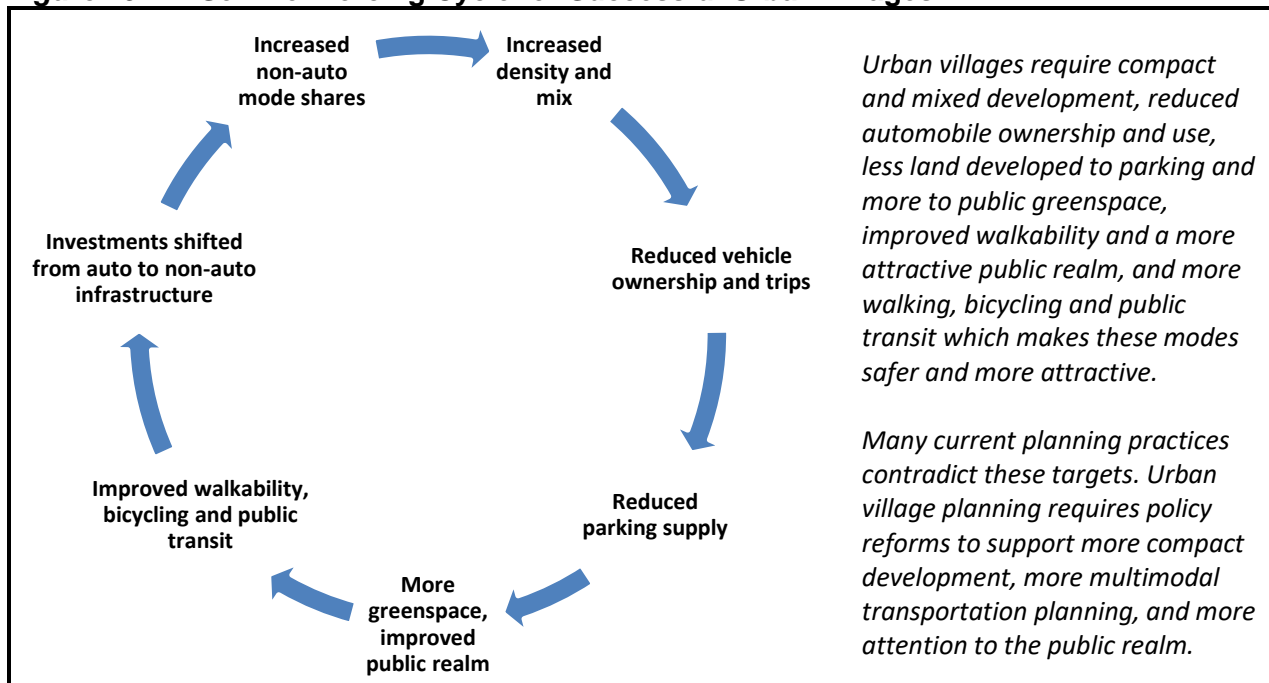 Increased
non-auto
mode shares
Increased
density and
mix
Reduced vehicle
ownership and trips
Reduced
parking supply
More
greenspace,
improved
public realm
Improved walkability,
bicycling and public
transit
Investments shifted
from auto to non-auto
infrastructure
Urban villages require compact
and mixed development, reduced
automobile ownership and use,
less land developed to parking and
more to public greenspace,
improved walkability and a more
attractive public realm, and more
walking, bicycling and public
transit which makes these modes
safer and more attractive.
Many current planning practices
contradict these targets. Urban
village planning requires policy
reforms to support more compact
development, more multimodal
transportation planning, and more
attention to the public realm.